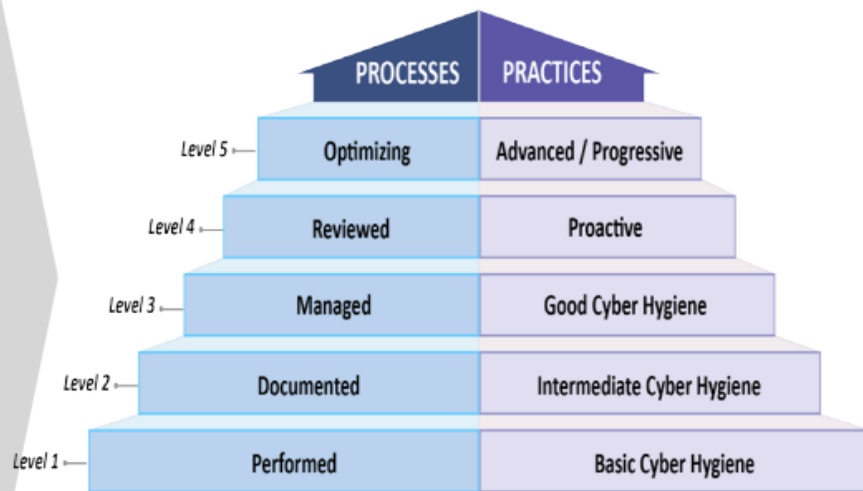 PROCESSES PRACTICES
Level 5 Optimizing Advanced / Progressive
Level 4 Reviewed Proactive
Level 3 Managed Good Cyber Hygiene
Level 2 Documented Intermediate Cyber Hygiene
Level 1 Performed Basic Cyber Hygiene